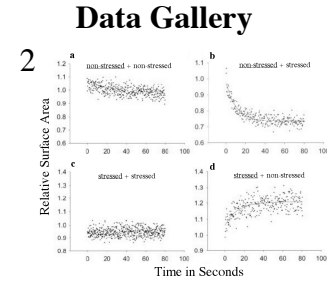 Data Gallery
2
a
non-stressed + non-stressed
1.2
1.1
1.0
0.9
0.8
0.7
0.6
0 20 40 60 80 100
b
non-stressed + stressed
1.1
1.0
0.9
0.8
0.7
0.6
0 20 40 60 80 100
Relative Surface Area
c
stressed + stressed
1.4
1.3
1.2
1.1
1.0
0.9
0.8
0 20 40 60 80 100
d
stressed + non-stressed
1.4
1.3
1.2
1.1
1.0
0.9
0 20 40 60 80 100
Time in Seconds